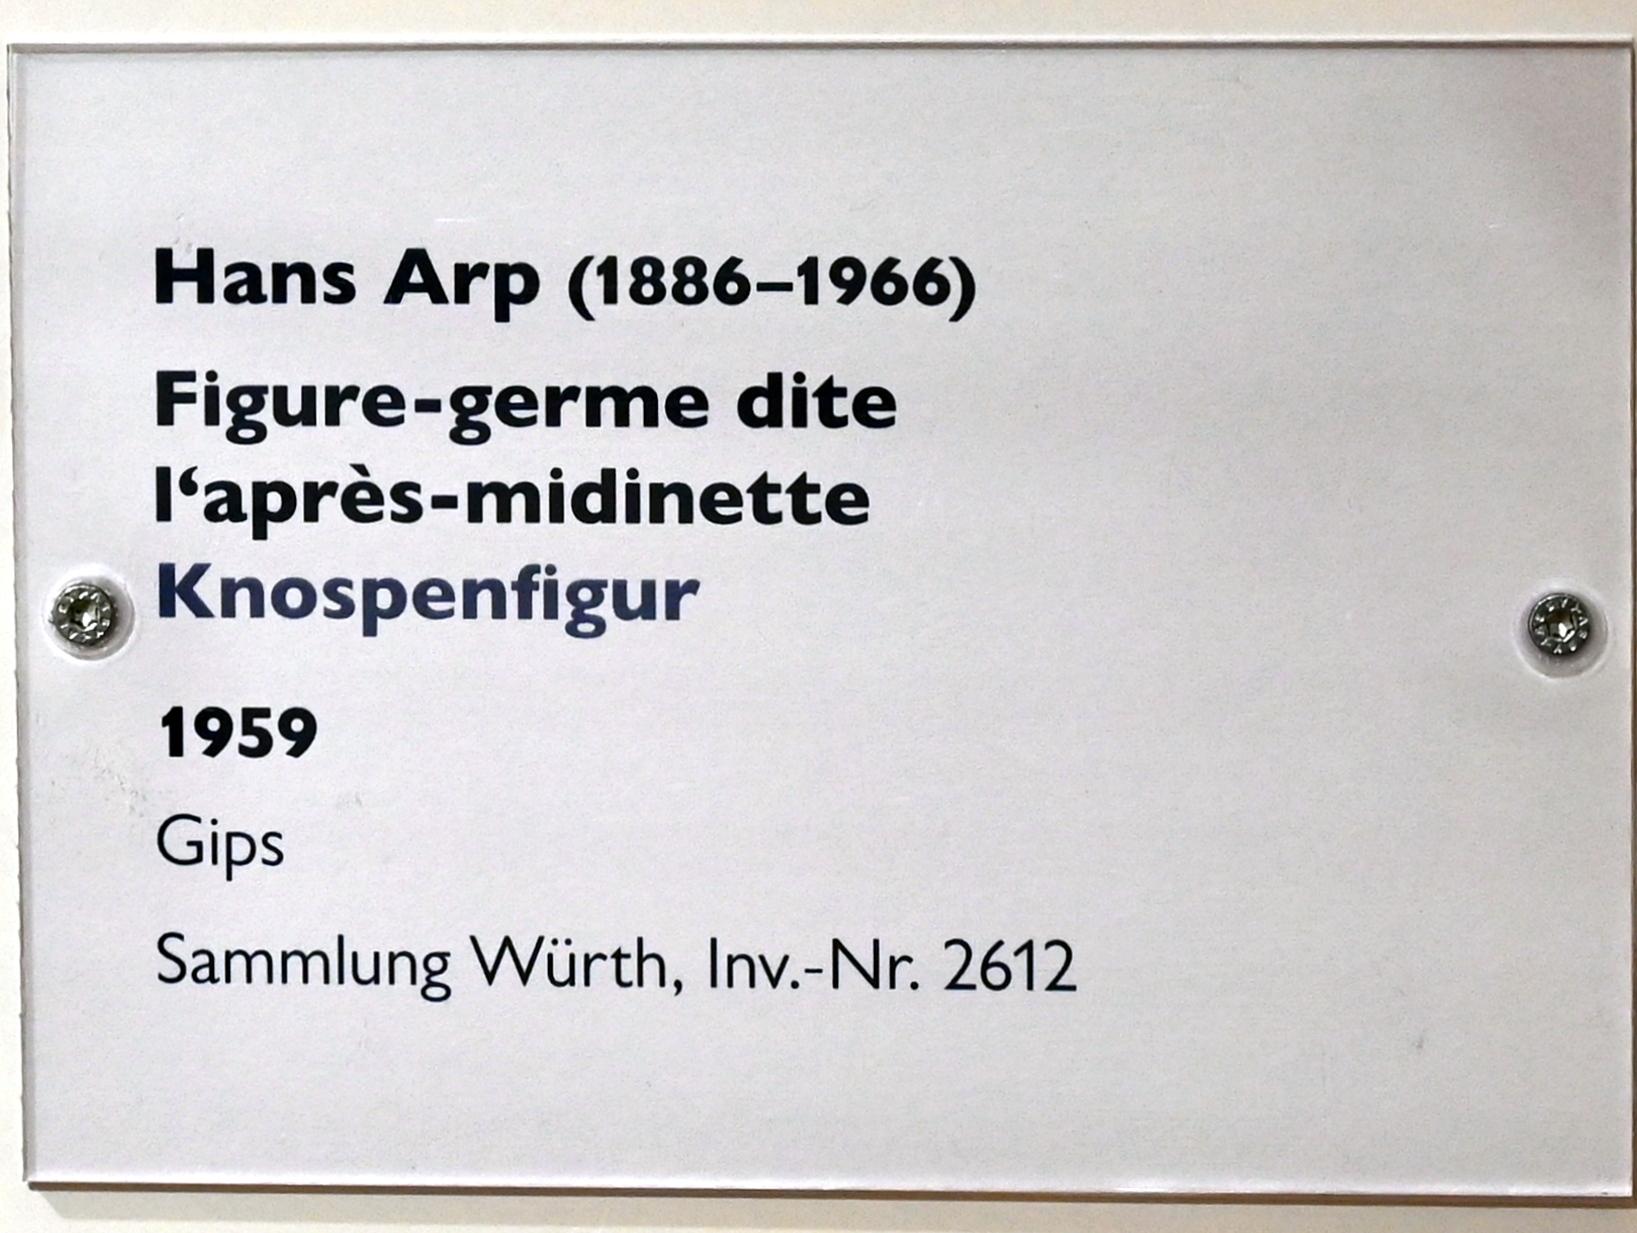 Hans Arp (1886–1966)
Figure-germe dite
l‘après-midinette
Knospenfigur
1959
Gips
Sammlung Würth, Inv.-Nr. 2612